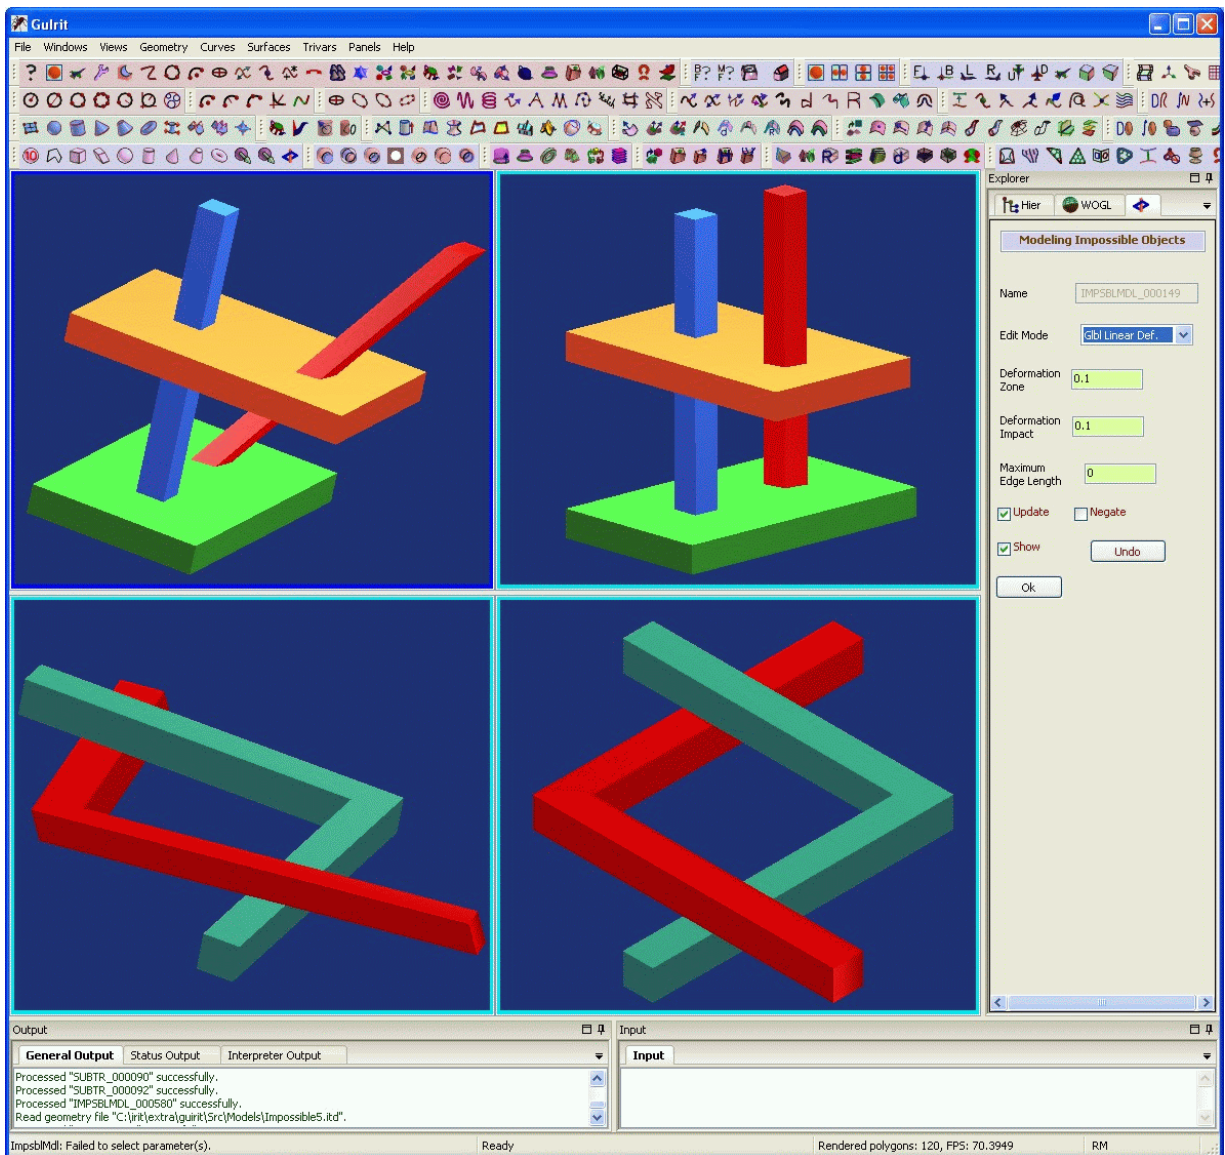 GuIrit
File Windows Views Geometry Curves Surfaces Trivars Panels Help
Explorer
Hier WOGL
Modeling Impossible Objects
Name IMPSBLMDL_000149
Edit Mode Glbl Linear Def.
Deformation
Zone 0.1
Deformation
Impact 0.1
Maximum
Edge Length 0
Update Negate
Show Undo
Ok
Output
General Output Status Output Interpreter Output
Processed "SUBTR_000090" successfully.
Processed "SUBTR_000092" successfully.
Processed "IMPSBLMDL_000580" successfully.
Read geometry file "C:\irit\extra\guirit\Src\Models\Impossible5.itd".
Input
Input
ImpsblMdl: Failed to select parameter(s). Ready Rendered polygons: 120, FPS: 70.3949 RM